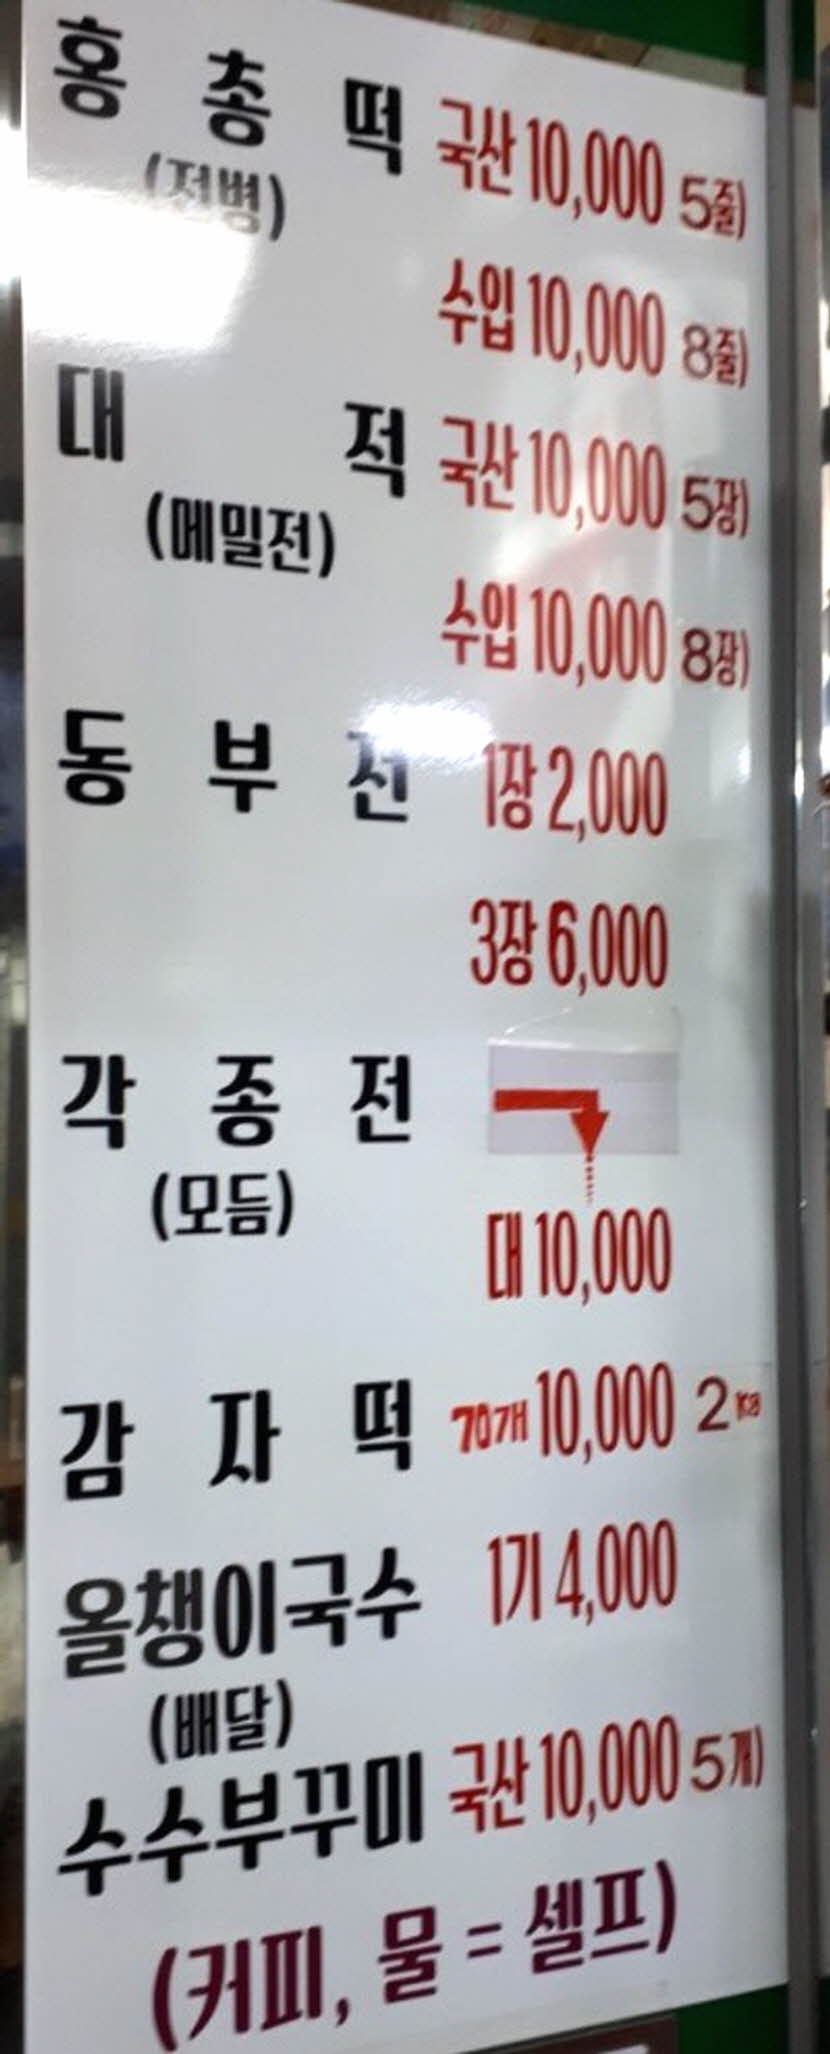 홍총떡 국산 10,000 5줄)
(전병)
수입 10,000 8줄)
대적 국산 10,000 5장)
(메밀전)
수입 10,000 8장)
동부전 1장 2,000
3장 6,000
각종전
(모듬)
대 10,000
감자떡 70개 10,000 2KG
올챙이국수 1기 4,000
(배달)
수수부꾸미 국산 10,000 5개)
(커피, 물 = 셀프)